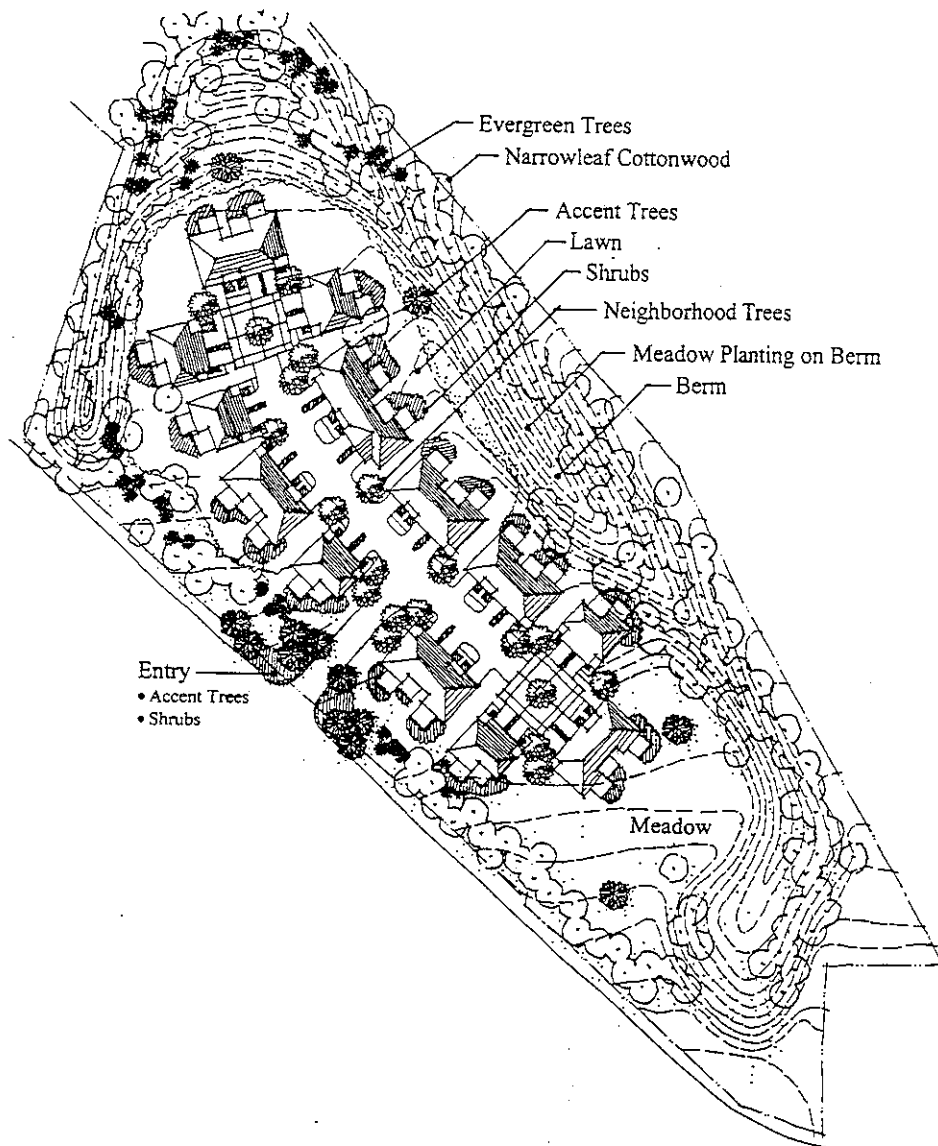 Evergreen Trees
Narrowleaf Cottonwood
Accent Trees
Lawn
Shrubs
Neighborhood Trees
Meadow Planting on Berm
Berm
Entry
• Accent Trees
• Shrubs
Meadow